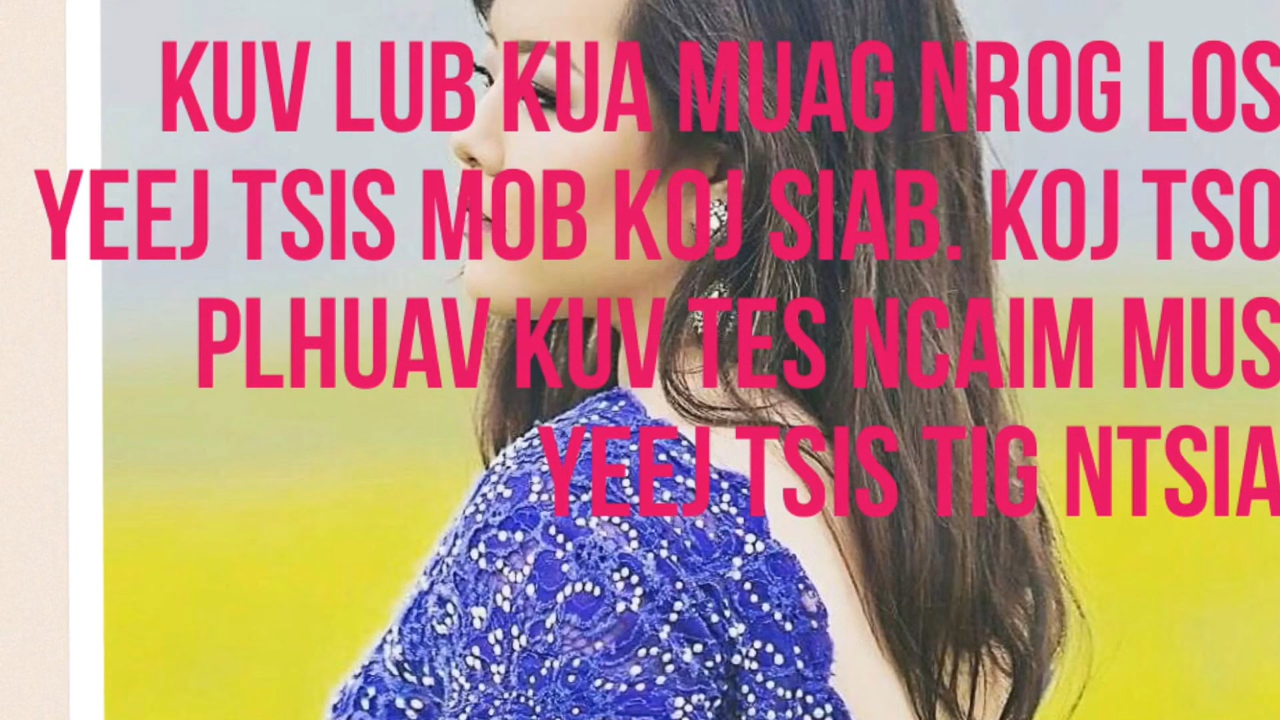 KUV LUB KUA MUAG NROG LOS
YEEJ TSIS MOB KOJ SIAB. KOJ TSO
PLHUAV KUV TES NCAIM MUS
YEEJ TSIS TIG NTSIA